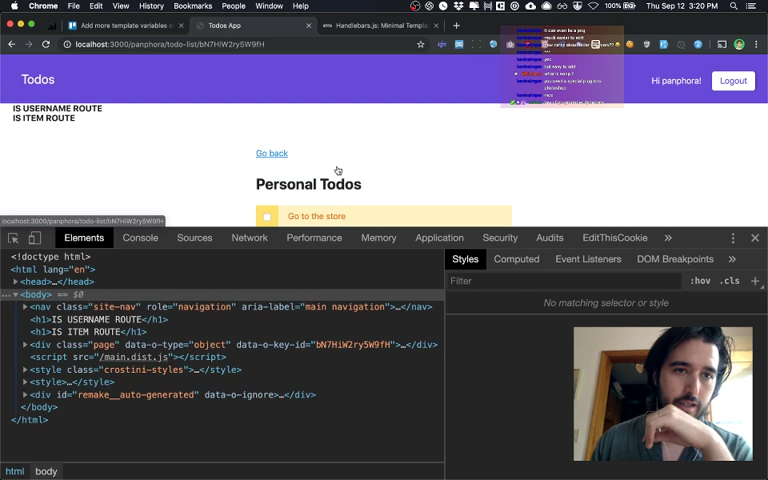 Chrome File Edit View History Bookmarks People Window Help 100% Thu Sep 12 3:20 PM
Add more template variables Todos App Handlebars.js: Minimal Templ
localhost:3000/panphora/todo-list/bN7HiW2ry5W9fH
Todos Hi panphora! Logout
IS USERNAME ROUTE
IS ITEM ROUTE
Go back
Personal Todos
Go to the store
localhost:3000/panphora/todo-list/bN7HiW2ry5W9fH
Elements Console Sources Network Performance Memory Application Security Audits EditThisCookie »
<!doctype html>
<html lang="en">
<head>…</head>
<body> == $0
<nav class="site-nav" role="navigation" aria-label="main navigation">…</nav>
<h1>IS USERNAME ROUTE</h1>
<h1>IS ITEM ROUTE</h1>
<div class="page" data-o-type="object" data-o-key-id="bN7HiW2ry5W9fH">…</div>
<script src="/main.dist.js"></script>
<style class="crostini-styles">…</style>
<style>…</style>
<div id="remake__auto-generated" data-o-ignore>…</div>
</body>
</html>
html body
Styles Computed Event Listeners DOM Breakpoints »
Filter :hov .cls +
No matching selector or style